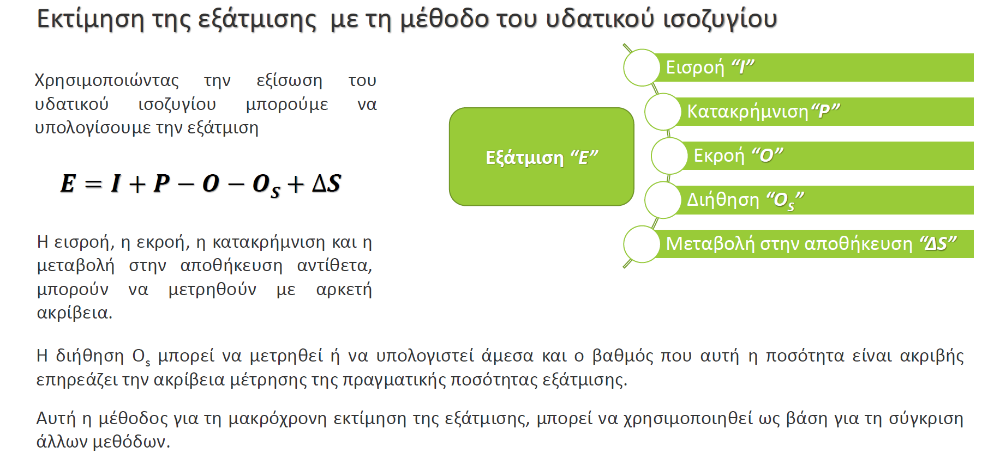 Εκτίμηση της εξάτμισης με τη μέθοδο του υδατικού ισοζυγίου
Χρησιμοποιώντας την εξίσωση του
υδατικού ισοζυγίου μπορούμε να
υπολογίσουμε την εξάτμιση
E = I + P − O − O_S + ΔS
Η εισροή, η εκροή, η κατακρήμνιση και η
μεταβολή στην αποθήκευση αντίθετα,
μπορούν να μετρηθούν με αρκετή
ακρίβεια.
Εξάτμιση “E”
Εισροή “I”
Κατακρήμνιση“P”
Εκροή “O”
Διήθηση “O_S”
Μεταβολή στην αποθήκευση “ΔS”
Η διήθηση O_s μπορεί να μετρηθεί ή να υπολογιστεί άμεσα και ο βαθμός που αυτή η ποσότητα είναι ακριβής
επηρεάζει την ακρίβεια μέτρησης της πραγματικής ποσότητας εξάτμισης.
Αυτή η μέθοδος για τη μακρόχρονη εκτίμηση της εξάτμισης, μπορεί να χρησιμοποιηθεί ως βάση για τη σύγκριση
άλλων μεθόδων.